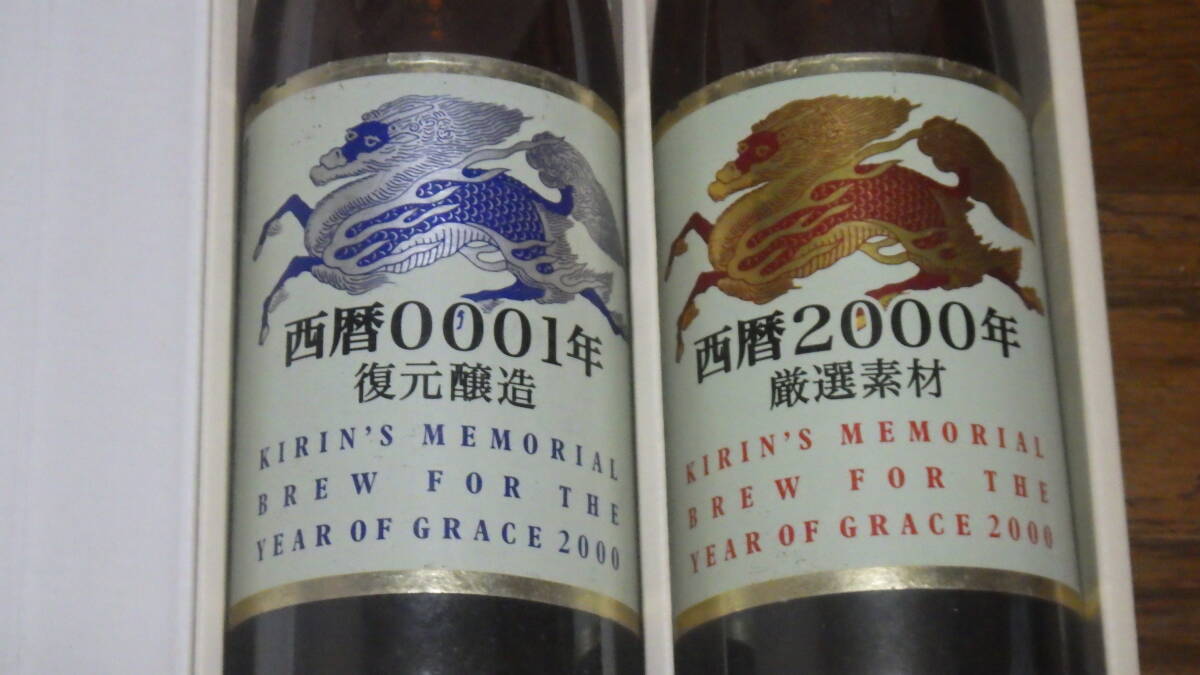 西暦0001年
復元醸造
KIRIN'S MEMORIAL
BREW FOR THE
YEAR OF GRACE 2000
西暦2000年
厳選素材
KIRIN'S MEMORIAL
BREW FOR THE
YEAR OF GRACE 2000